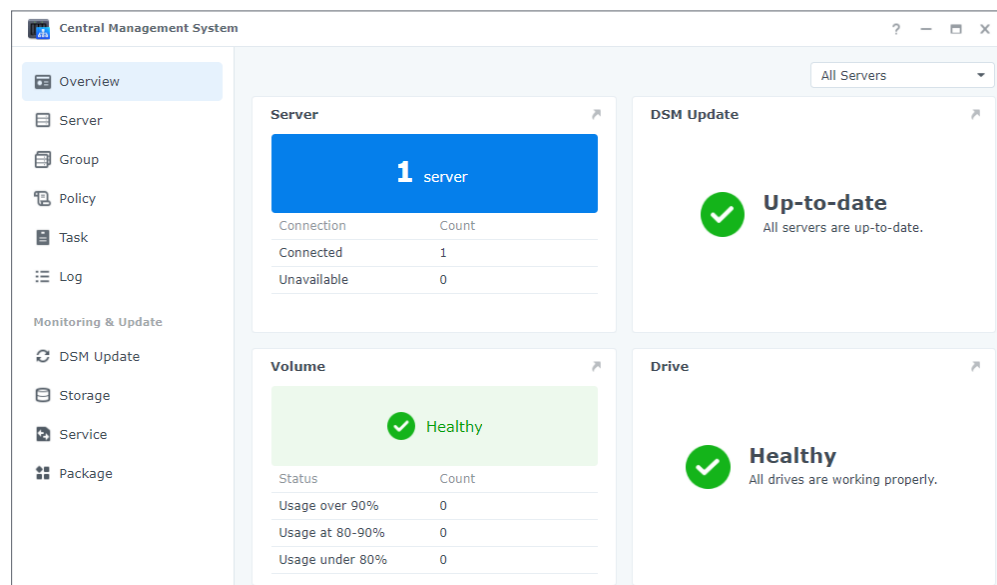 Central Management System
?
Overview
Server
Group
Policy
Task
Log
Monitoring & Update
DSM Update
Storage
Service
Package
All Servers
Server
1 server
Connection Count
Connected 1
Unavailable 0
DSM Update
Up-to-date
All servers are up-to-date.
Volume
Healthy
Status Count
Usage over 90% 0
Usage at 80-90% 0
Usage under 80% 0
Drive
Healthy
All drives are working properly.